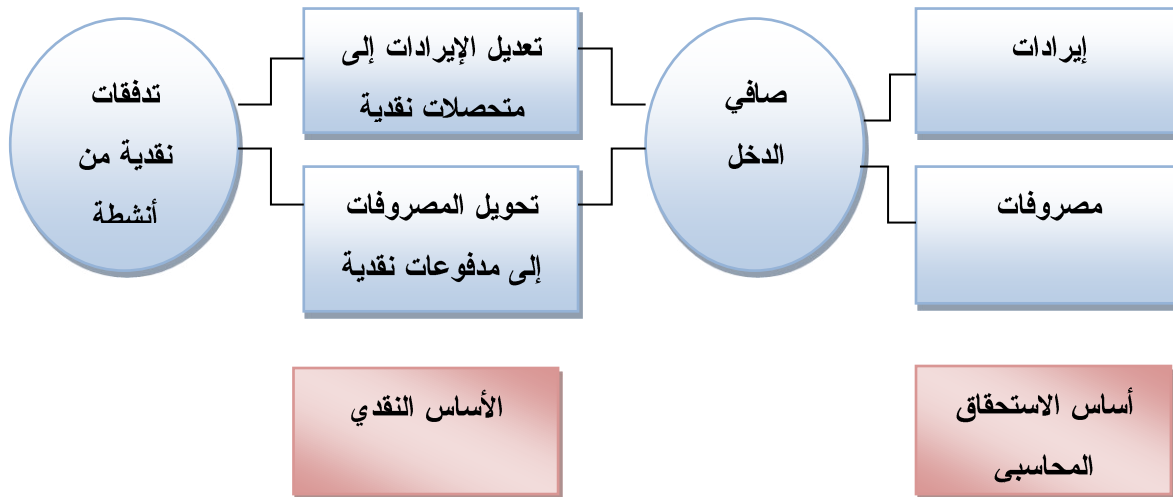 إيرادات
مصروفات
صافي
الدخل
تعديل الإيرادات إلى
متحصلات نقدية
تحويل المصروفات
إلى مدفوعات نقدية
تدفقات
نقدية من
أنشطة
أساس الاستحقاق
المحاسبى
الأساس النقدي